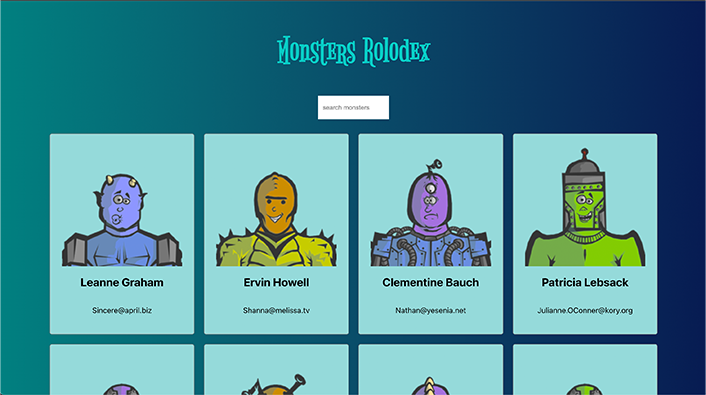 Monsters Rolodex
search monsters
Leanne Graham
Ervin Howell
Clementine Bauch
Patricia Lebsack
Sincere@april.biz
Shanna@melissa.tv
Nathan@yesenia.net
Julianne.OConner@kory.org